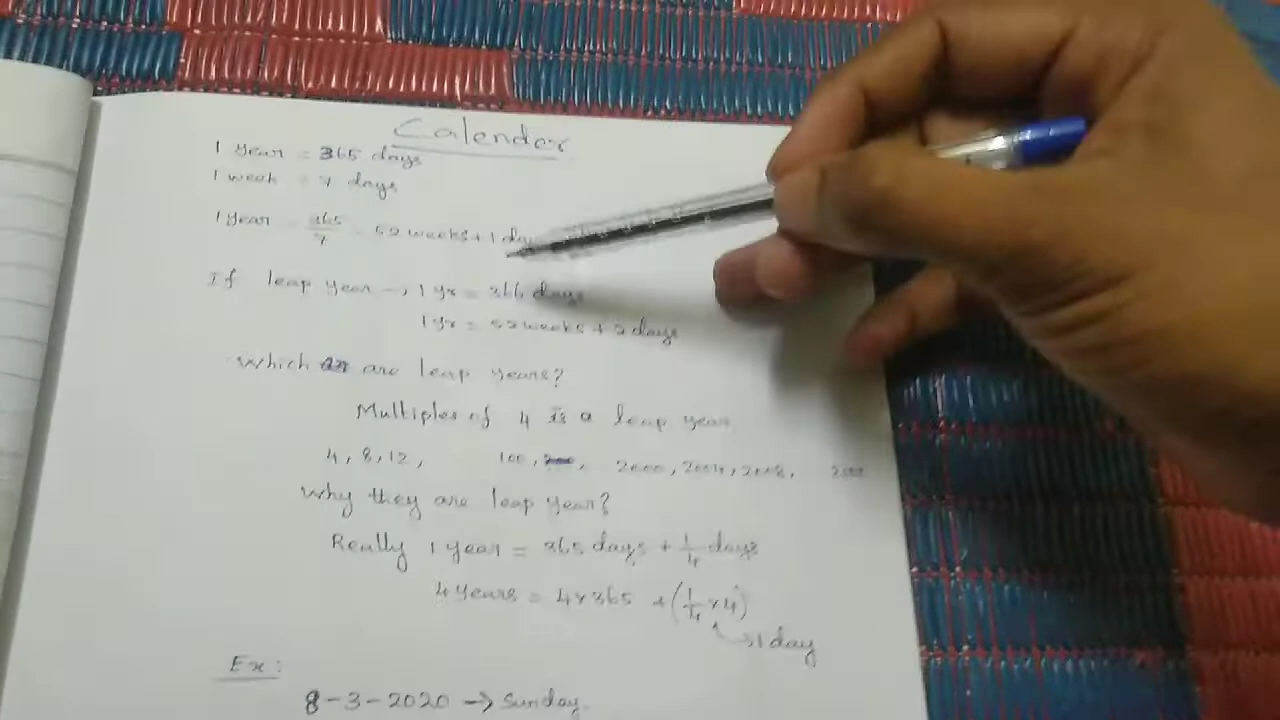 Calender
1 year = 365 days
1 week = 7 days
1 year = 365/7 = 52 weeks + 1 day
If leap year → 1 yr = 366 days
1 yr = 52 weeks + 2 days
Which are leap years?
Multiples of 4 is a leap year
4, 8, 12, 100, 2000, 2004, 2008,
Why they are leap year?
Really 1 year = 365 days + 1/4 days
4 years = 4x365 + (1/4 x 4)
→ 1 day
Ex:
8-3-2020 → Sunday.